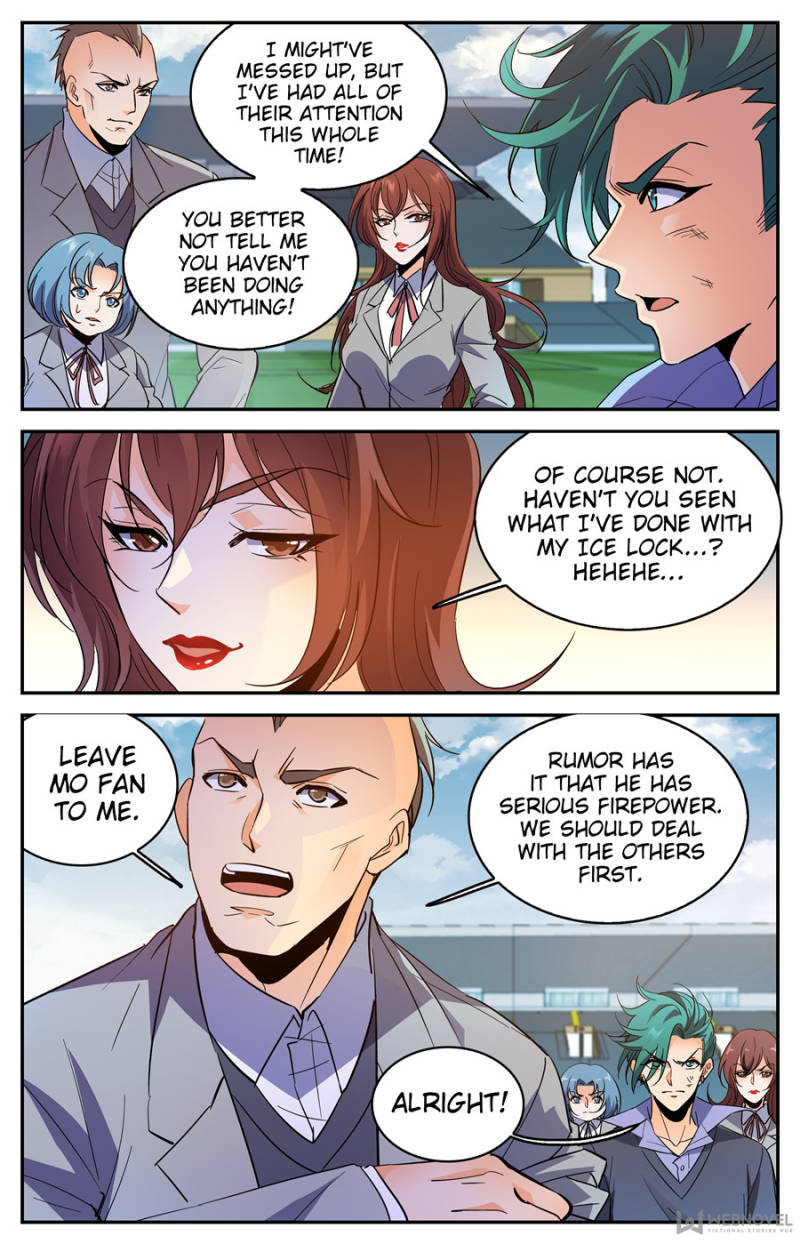 I MIGHT'VE
MESSED UP, BUT
I'VE HAD ALL OF
THEIR ATTENTION
THIS WHOLE
TIME!
YOU BETTER
NOT TELL ME
YOU HAVEN'T
BEEN DOING
ANYTHING!
OF COURSE NOT.
HAVEN'T YOU SEEN
WHAT I'VE DONE WITH
MY ICE LOCK...?
HEHEHE...
LEAVE
MO FAN
TO ME.
RUMOR HAS
IT THAT HE HAS
SERIOUS FIREPOWER.
WE SHOULD DEAL
WITH THE OTHERS
FIRST.
ALRIGHT!
WEBNOVEL
FICTIONAL STORIES HUB